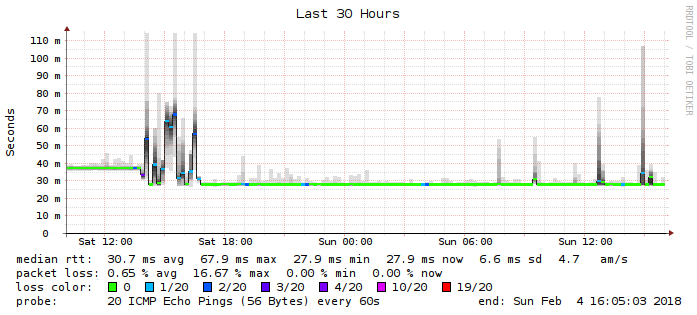 Last 30 Hours
RRDTOOL / TOBI OETIKER
Seconds
110 m
100 m
90 m
80 m
70 m
60 m
50 m
40 m
30 m
20 m
10 m
0
Sat 12:00 Sat 18:00 Sun 00:00 Sun 06:00 Sun 12:00
median rtt: 30.7 ms avg 67.9 ms max 27.9 ms min 27.9 ms now 6.6 ms sd 4.7 am/s
packet loss: 0.65 % avg 16.67 % max 0.00 % min 0.00 % now
loss color: 0 1/20 2/20 3/20 4/20 10/20 19/20
probe: 20 ICMP Echo Pings (56 Bytes) every 60s end: Sun Feb 4 16:05:03 2018